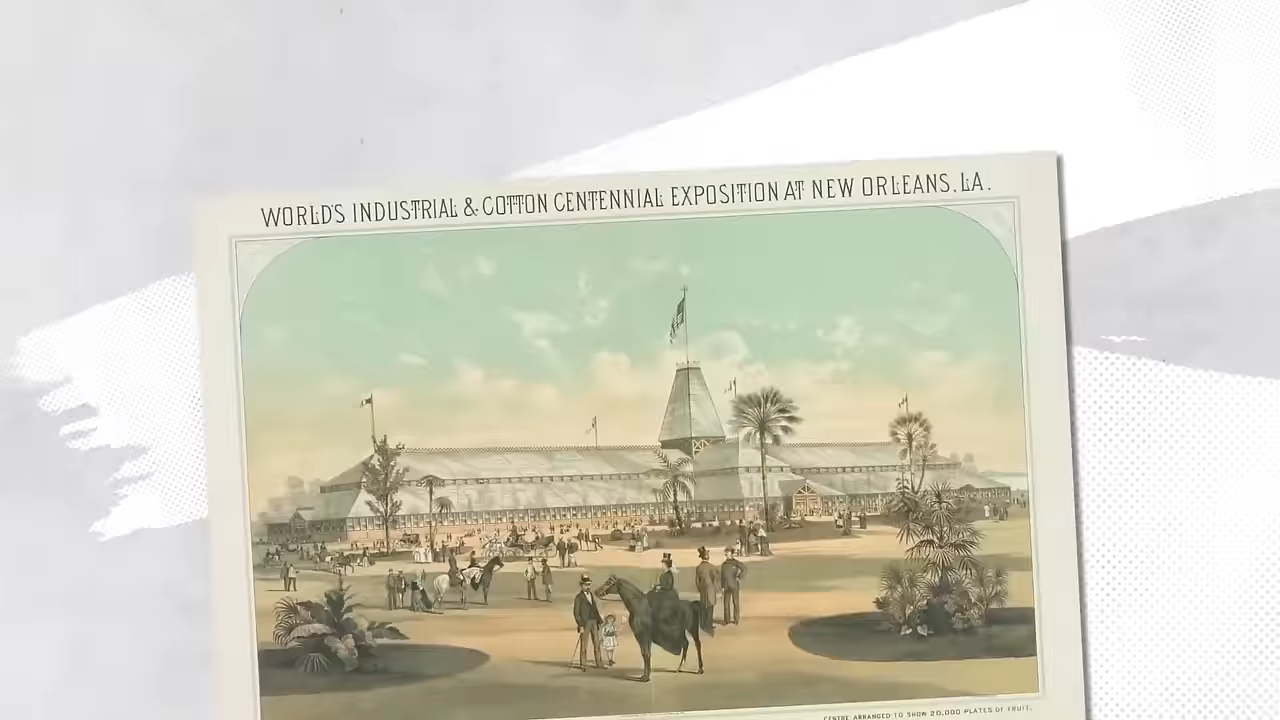 WORLD'S INDUSTRIAL & COTTON CENTENNIAL EXPOSITION AT NEW ORLEANS, LA.
CENTRE ARRANGED TO SHOW 20,000 PLATES OF FRUIT.